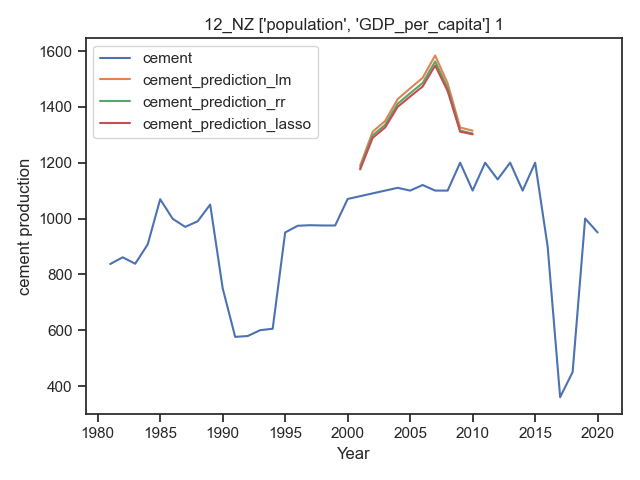 12_NZ ['population', 'GDP_per_capita'] 1
cement
cement_prediction_lm
cement_prediction_rr
cement_prediction_lasso
1600
1400
1200
1000
800
600
400
cement production
1980 1985 1990 1995 2000 2005 2010 2015 2020
Year